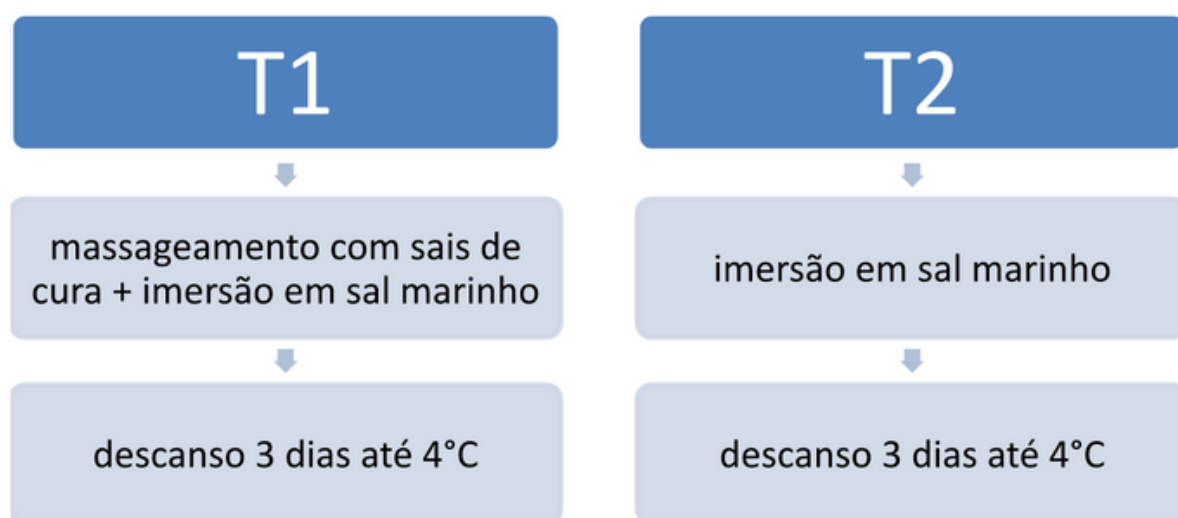 T1
massageamento com sais de
cura + imersão em sal marinho
descanso 3 dias até 4°C
T2
imersão em sal marinho
descanso 3 dias até 4°C